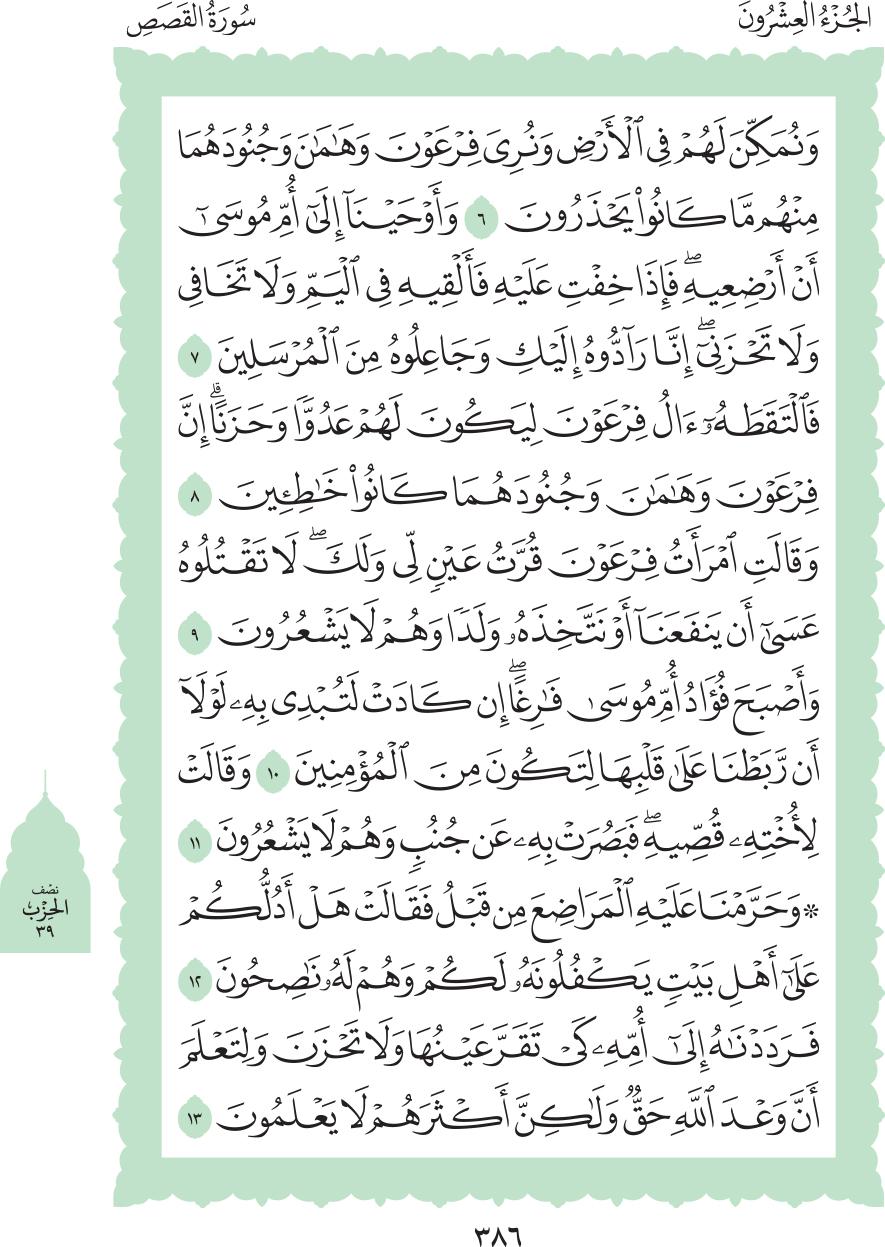 الجُزْءُ العِشْرُونَ
سُورَةُ القَصَصِ
وَنُمَكِّنَ لَهُمْ فِي ٱلْأَرْضِ وَنُرِيَ فِرْعَوْنَ وَهَٰمَٰنَ وَجُنُودَهُمَا
مِنْهُم مَّا كَانُوا۟ يَحْذَرُونَ ٦ وَأَوْحَيْنَآ إِلَىٰٓ أُمِّ مُوسَىٰٓ
أَنْ أَرْضِعِيهِۖ فَإِذَا خِفْتِ عَلَيْهِ فَأَلْقِيهِ فِي ٱلْيَمِّ وَلَا تَخَافِي
وَلَا تَحْزَنِيٓۖ إِنَّا رَآدُّوهُ إِلَيْكِ وَجَاعِلُوهُ مِنَ ٱلْمُرْسَلِينَ ٧
فَٱلْتَقَطَهُۥٓ ءَالُ فِرْعَوْنَ لِيَكُونَ لَهُمْ عَدُوًّا وَحَزَنًاۗ إِنَّ
فِرْعَوْنَ وَهَٰمَٰنَ وَجُنُودَهُمَا كَانُوا۟ خَٰطِـِٔينَ ٨
وَقَالَتِ ٱمْرَأَتُ فِرْعَوْنَ قُرَّتُ عَيْنٍ لِّي وَلَكَۖ لَا تَقْتُلُوهُ
عَسَىٰٓ أَن يَنفَعَنَآ أَوْ نَتَّخِذَهُۥ وَلَدًا وَهُمْ لَا يَشْعُرُونَ ٩
وَأَصْبَحَ فُؤَادُ أُمِّ مُوسَىٰ فَٰرِغًاۖ إِن كَادَتْ لَتُبْدِي بِهِۦ لَوْلَآ
أَن رَّبَطْنَا عَلَىٰ قَلْبِهَا لِتَكُونَ مِنَ ٱلْمُؤْمِنِينَ ١٠ وَقَالَتْ
لِأُخْتِهِۦ قُصِّيهِۖ فَبَصُرَتْ بِهِۦ عَن جُنُبٍ وَهُمْ لَا يَشْعُرُونَ ١١
۞وَحَرَّمْنَا عَلَيْهِ ٱلْمَرَاضِعَ مِن قَبْلُ فَقَالَتْ هَلْ أَدُلُّكُمْ
عَلَىٰٓ أَهْلِ بَيْتٍ يَكْفُلُونَهُۥ لَكُمْ وَهُمْ لَهُۥ نَٰصِحُونَ ١٢
فَرَدَدْنَٰهُ إِلَىٰٓ أُمِّهِۦ كَيْ تَقَرَّ عَيْنُهَا وَلَا تَحْزَنَ وَلِتَعْلَمَ
أَنَّ وَعْدَ ٱللَّهِ حَقٌّ وَلَٰكِنَّ أَكْثَرَهُمْ لَا يَعْلَمُونَ ١٣
نصف
الحزب
٣٩
٣٨٦